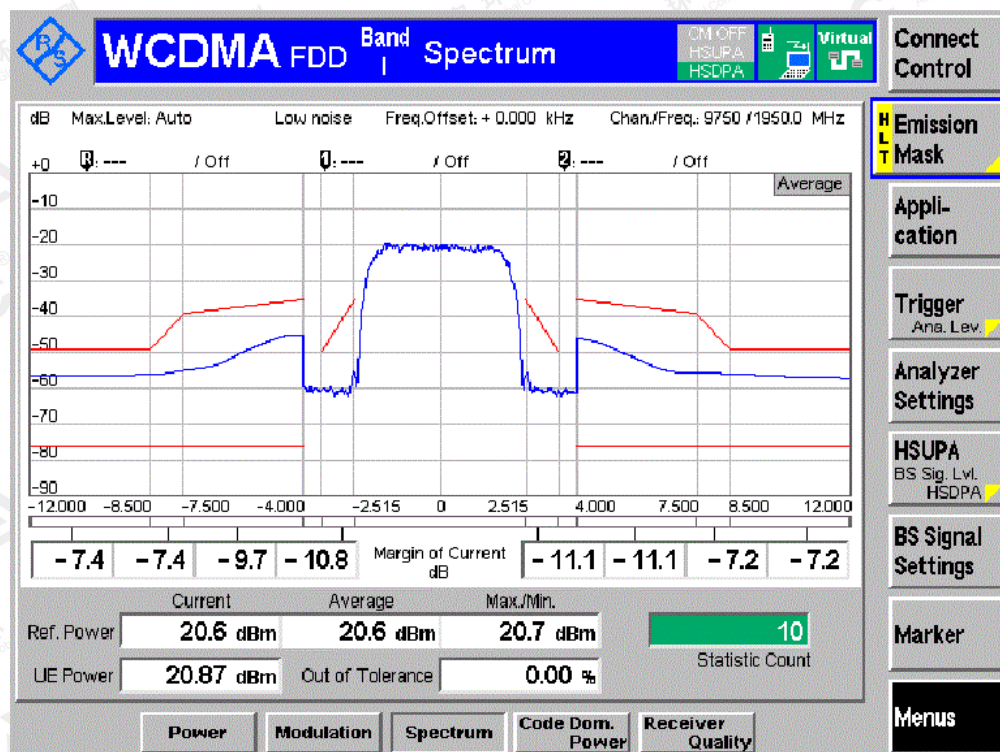 R&S
WCDMA FDD Band I Spectrum
CM OFF
HSUPA
HSDPA
Virtual
Connect Control
dB Max.Level: Auto Low noise Freq.Offset: + 0.000 kHz Chan./Freq.: 9750 / 1950.0 MHz
HLT Emission Mask
R: --- / Off 1: --- / Off 2: --- / Off
Average
+0
-10
-20
-30
-40
-50
-60
-70
-80
-90
-12.000 -8.500 -7.500 -4.000 -2.515 0 2.515 4.000 7.500 8.500 12.000
-7.4 -7.4 -9.7 -10.8 Margin of Current dB -11.1 -11.1 -7.2 -7.2
Current Average Max./Min.
Ref. Power 20.6 dBm 20.6 dBm 20.7 dBm 10
Statistic Count
UE Power 20.87 dBm Out of Tolerance 0.00 %
Appli-
cation
Trigger
Ana. Lev.
Analyzer
Settings
HSUPA
BS Sig. Lvl.
HSDPA
BS Signal
Settings
Marker
Menus
Power Modulation Spectrum Code Dom. Power Receiver Quality